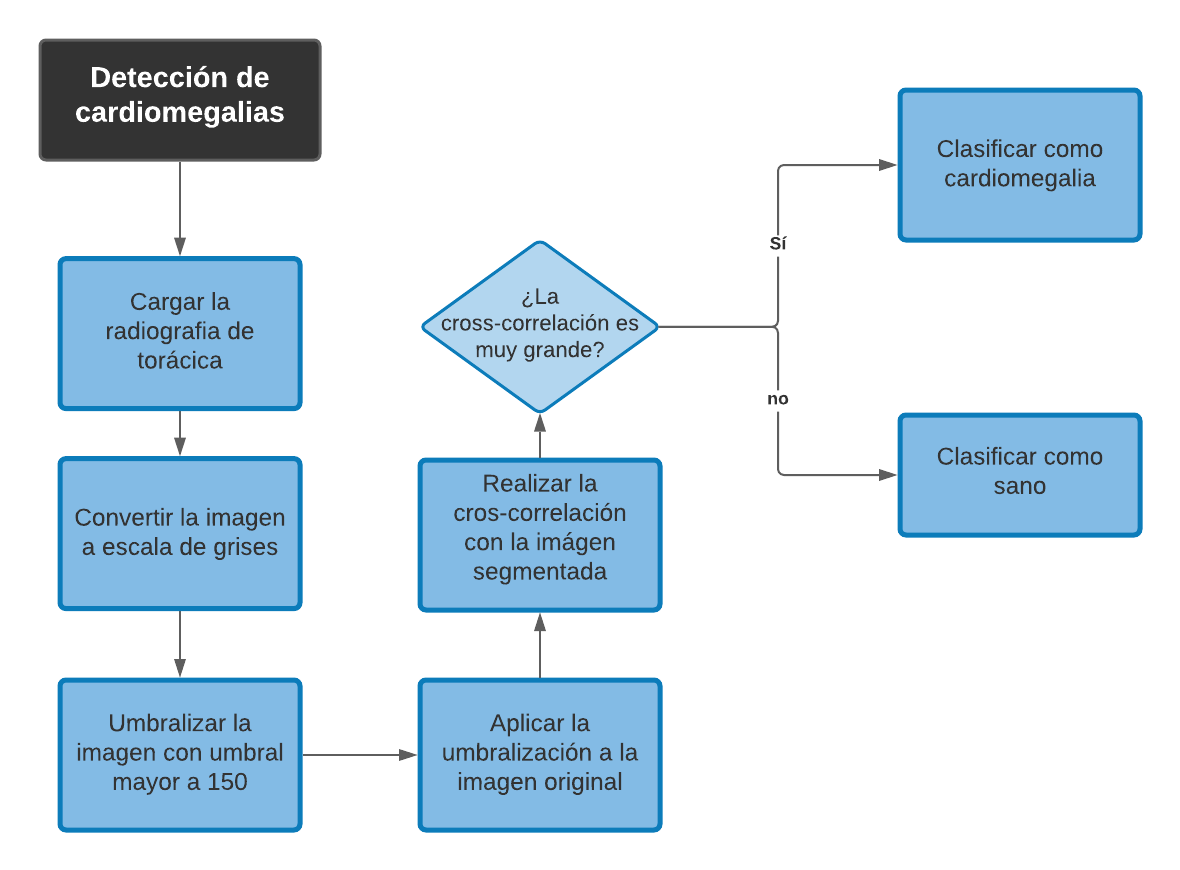 Detección de
cardiomegalias
Cargar la
radiografia de
torácica
Convertir la imagen
a escala de grises
Umbralizar la
imagen con umbral
mayor a 150
Aplicar la
umbralización a la
imagen original
Realizar la
cros-correlación
con la imágen
segmentada
¿La
cross-correlación es
muy grande?
Sí
Clasificar como
cardiomegalia
no
Clasificar como
sano